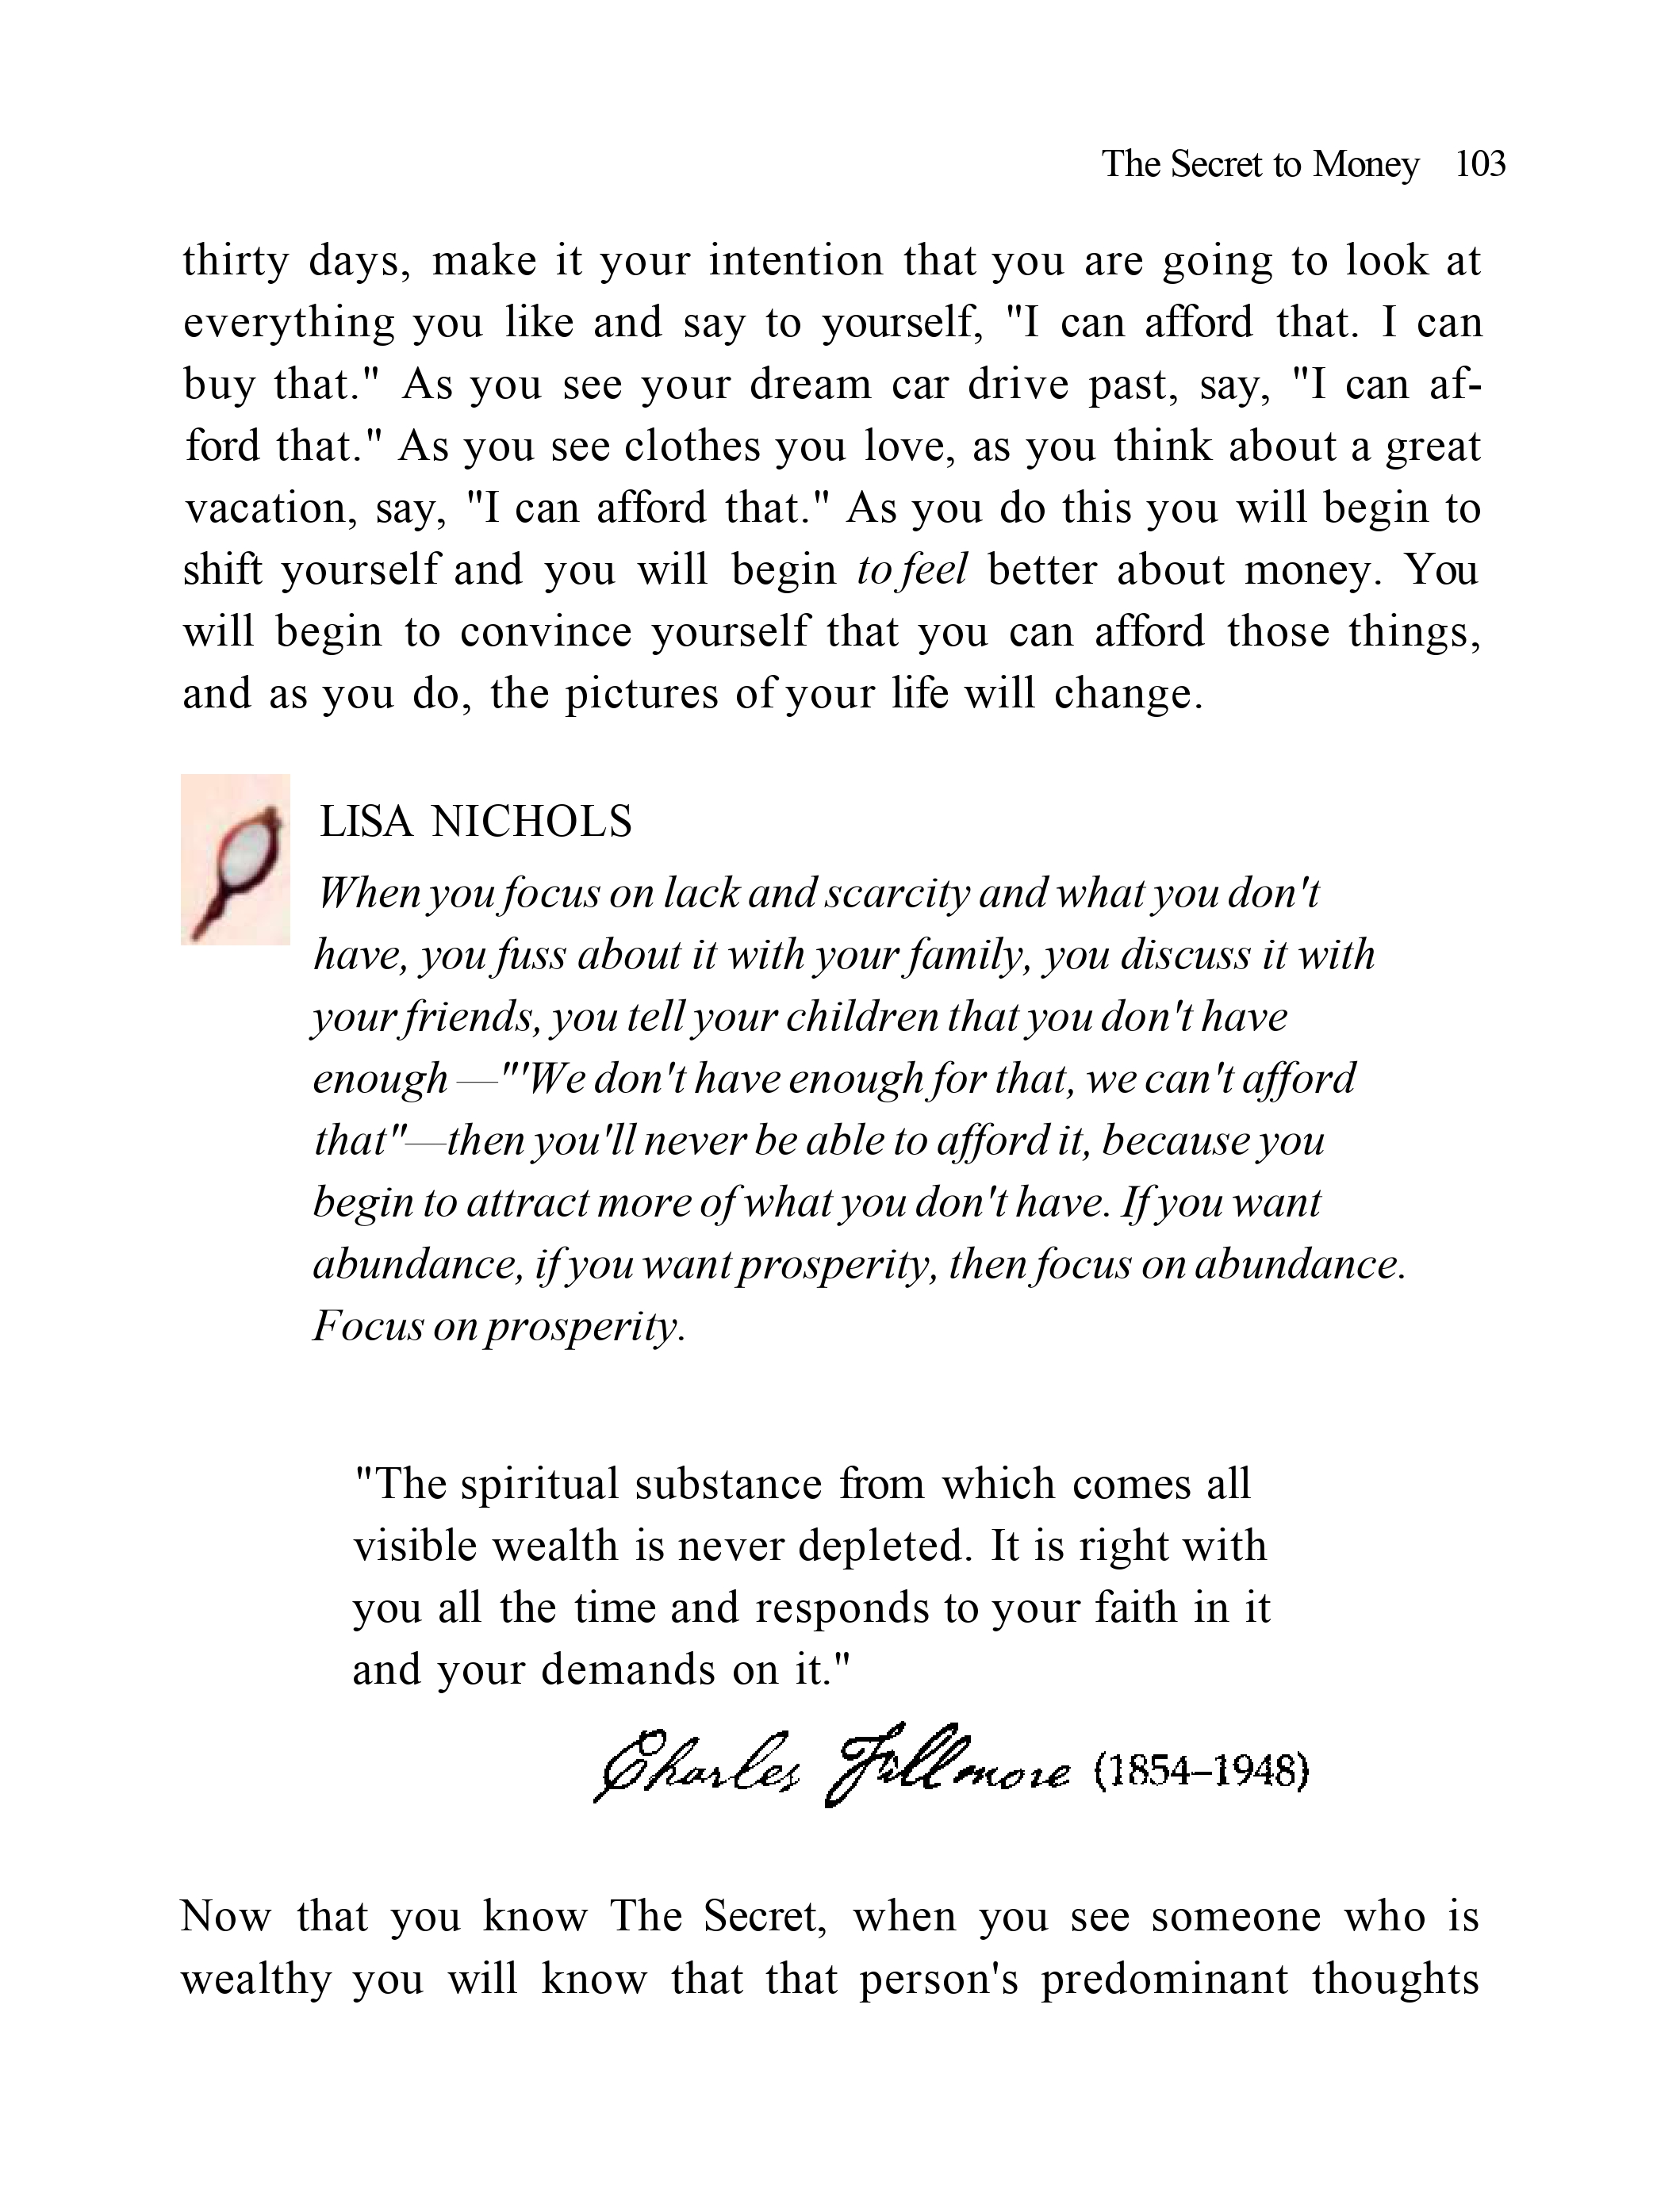 The Secret to Money 103
thirty days, make it your intention that you are going to look at
everything you like and say to yourself, "I can afford that. I can
buy that." As you see your dream car drive past, say, "I can af-
ford that." As you see clothes you love, as you think about a great
vacation, say, "I can afford that." As you do this you will begin to
shift yourself and you will begin to feel better about money. You
will begin to convince yourself that you can afford those things,
and as you do, the pictures of your life will change.
LISA NICHOLS
When you focus on lack and scarcity and what you don't
have, you fuss about it with your family, you discuss it with
your friends, you tell your children that you don't have
enough —"'We don't have enough for that, we can't afford
that"—then you'll never be able to afford it, because you
begin to attract more of what you don't have. If you want
abundance, if you want prosperity, then focus on abundance.
Focus on prosperity.
"The spiritual substance from which comes all
visible wealth is never depleted. It is right with
you all the time and responds to your faith in it
and your demands on it."
Charles Fillmore (1854–1948)
Now that you know The Secret, when you see someone who is
wealthy you will know that that person's predominant thoughts